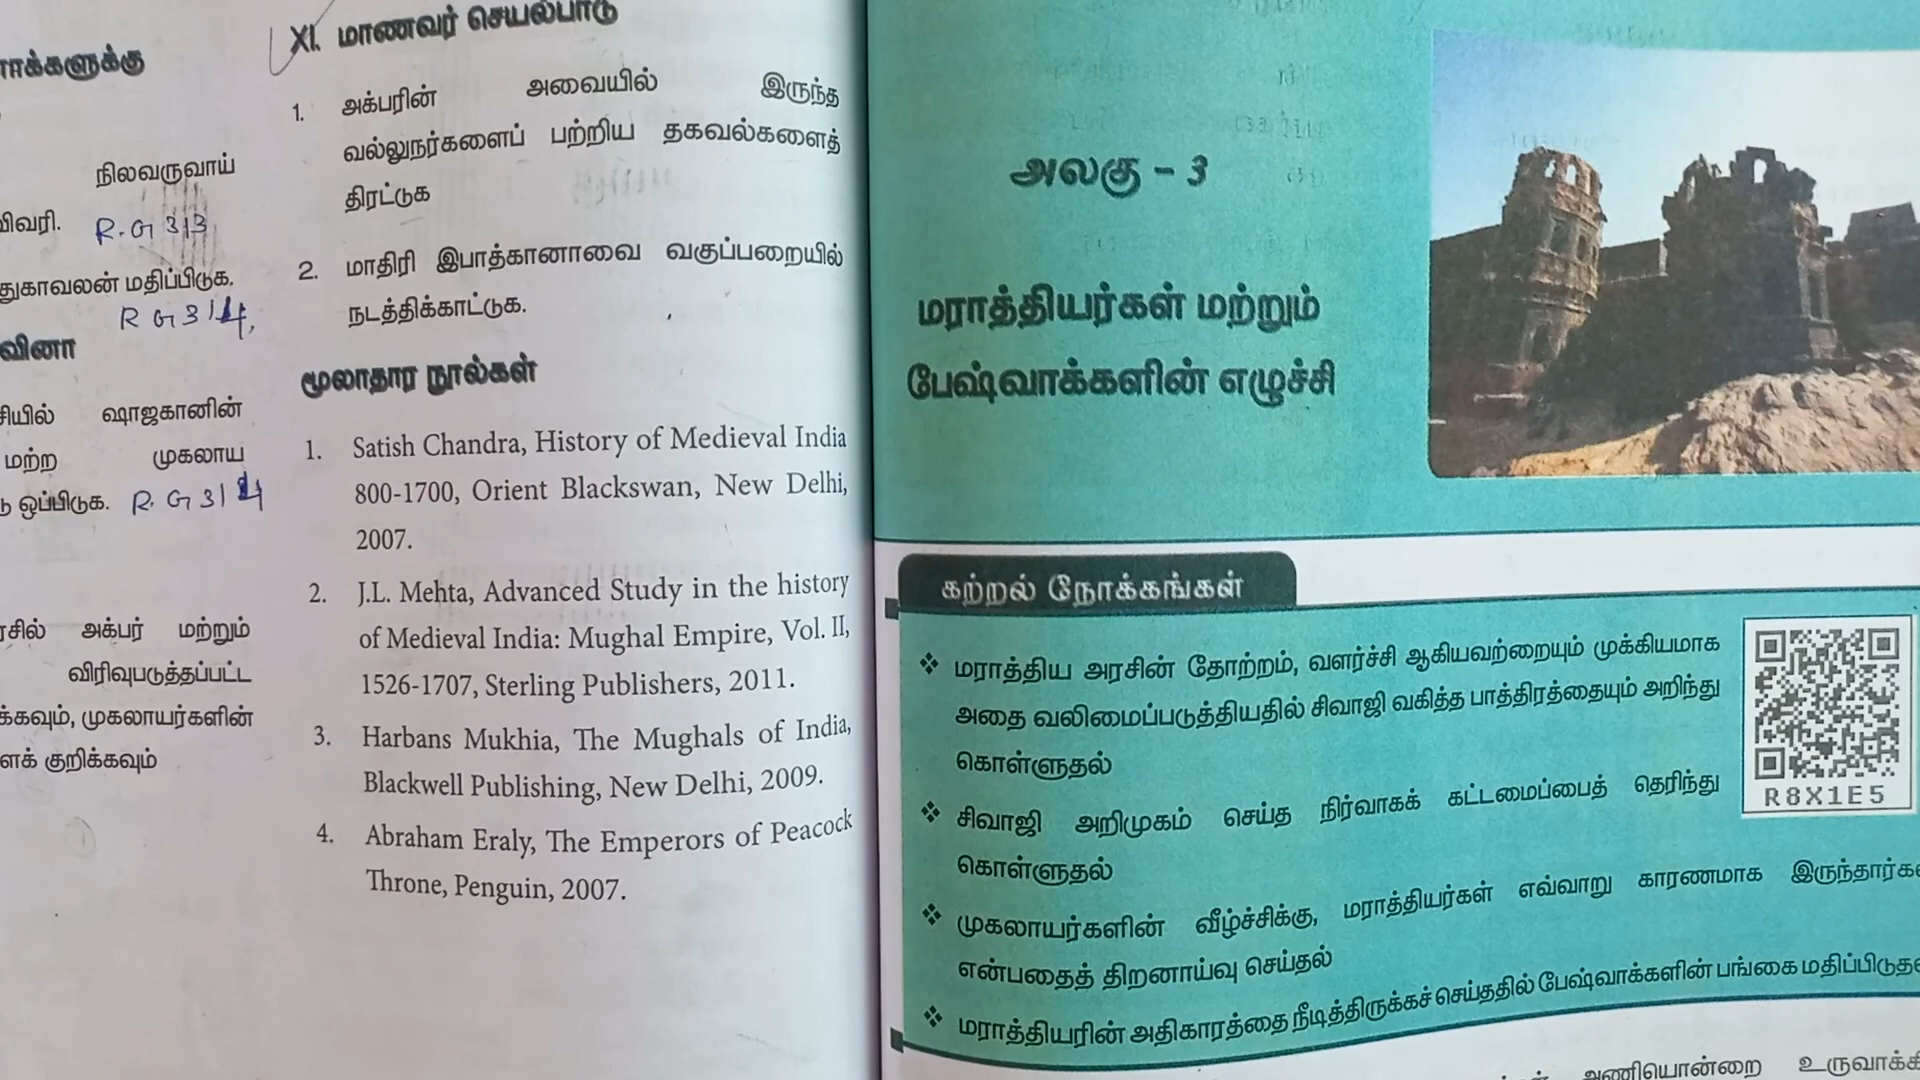 நிலவருவாய்
விவரி. R.G 313
மதிப்பிடுக.
R G 314,
வினா
ஷாஜகானின்
மற்ற முகலாய
ஒப்பிடுக. R. G 314
அக்பர் மற்றும்
விரிவுபடுத்தப்பட்ட
முகலாயர்களின்
குறிக்கவும்
XI. மாணவர் செயல்பாடு
1. அக்பரின் அவையில் இருந்த
வல்லுநர்களைப் பற்றிய தகவல்களைத்
திரட்டுக
2. மாதிரி இபாத்கானாவை வகுப்பறையில்
நடத்திக்காட்டுக.
மூலாதார நூல்கள்
1. Satish Chandra, History of Medieval India
800-1700, Orient Blackswan, New Delhi,
2007.
2. J.L. Mehta, Advanced Study in the history
of Medieval India: Mughal Empire, Vol. II,
1526-1707, Sterling Publishers, 2011.
3. Harbans Mukhia, The Mughals of India,
Blackwell Publishing, New Delhi, 2009.
4. Abraham Eraly, The Emperors of Peacock
Throne, Penguin, 2007.
அலகு - 3
மராத்தியர்கள் மற்றும்
பேஷ்வாக்களின் எழுச்சி
கற்றல் நோக்கங்கள்
❖ மராத்திய அரசின் தோற்றம், வளர்ச்சி ஆகியவற்றையும் முக்கியமாக
அதை வலிமைப்படுத்தியதில் சிவாஜி வகித்த பாத்திரத்தையும் அறிந்து
கொள்ளுதல்
❖ சிவாஜி அறிமுகம் செய்த நிர்வாகக் கட்டமைப்பைத் தெரிந்து
கொள்ளுதல்
❖ முகலாயர்களின் வீழ்ச்சிக்கு, மராத்தியர்கள் எவ்வாறு காரணமாக
என்பதைத் திறனாய்வு செய்தல்
❖ மராத்தியரின் அதிகாரத்தை நீடித்திருக்கச் செய்ததில் பேஷ்வாக்களின் பங்கை
R8X1E5
அணியொன்றை